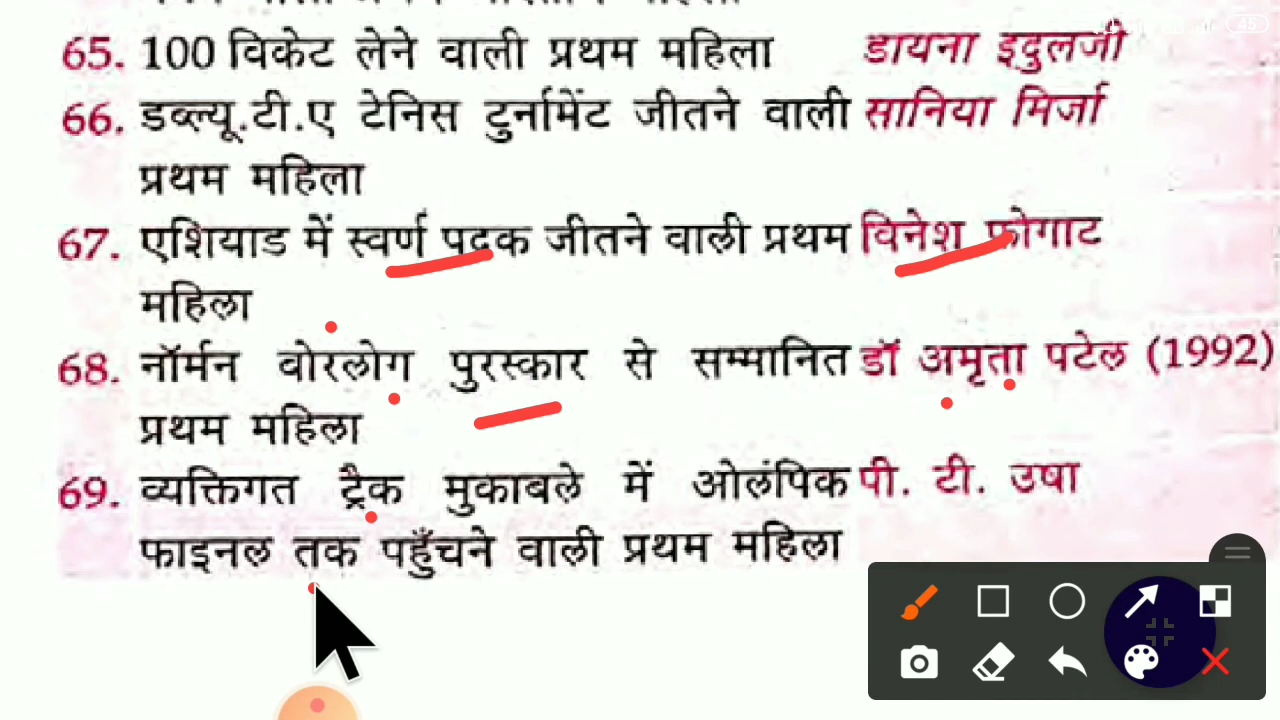 65. 100 विकेट लेने वाली प्रथम महिला डायना इदुलजी
66. डब्ल्यू.टी.ए टेनिस टुर्नामेंट जीतने वाली सानिया मिर्जा
प्रथम महिला
67. एशियाड में स्वर्ण पदक जीतने वाली प्रथम विनेश फोगाट
महिला
68. नॉर्मन वोरलोग पुरस्कार से सम्मानित डॉ अमृता पटेल (1992)
प्रथम महिला
69. व्यक्तिगत ट्रैक मुकाबले में ओलंपिक पी. टी. उषा
फाइनल तक पहुँचने वाली प्रथम महिला